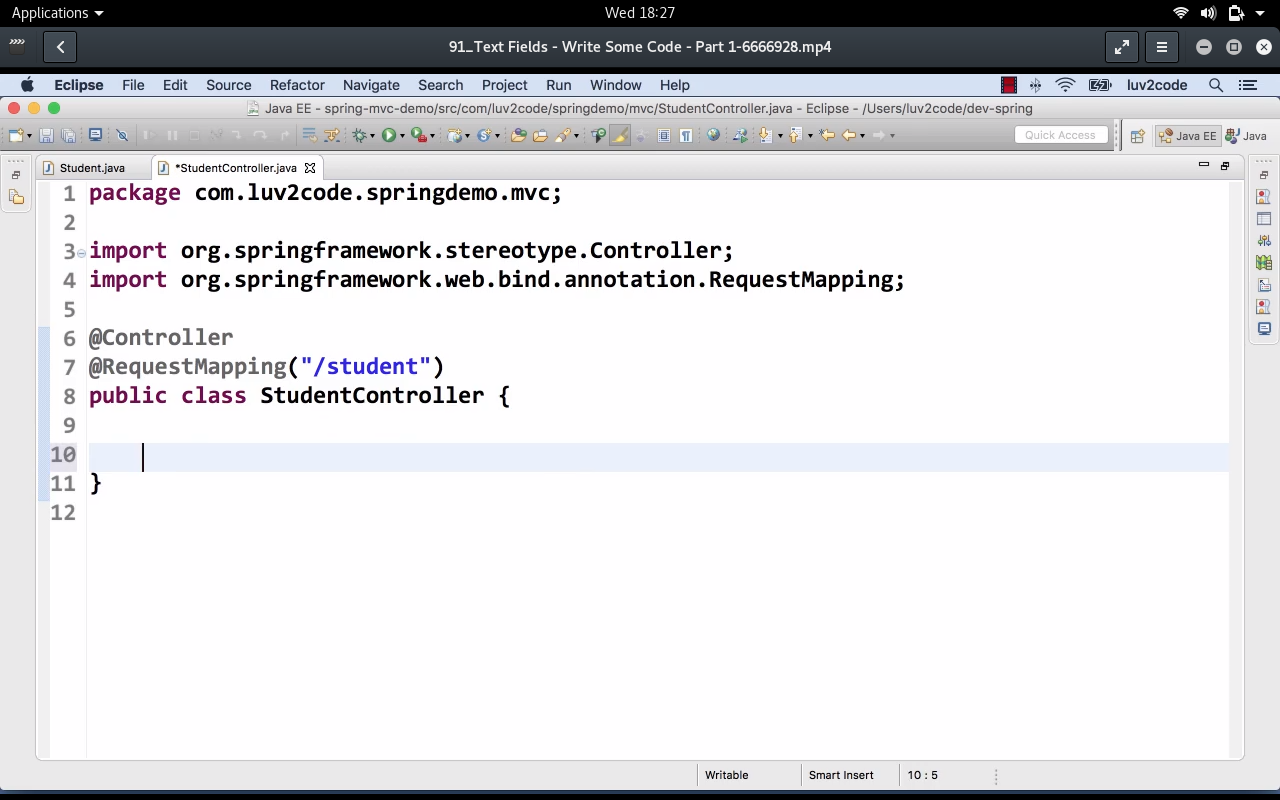 Applications
Wed 18:27
91_Text Fields - Write Some Code - Part 1-6666928.mp4
Eclipse File Edit Source Refactor Navigate Search Project Run Window Help luv2code
Java EE - spring-mvc-demo/src/com/luv2code/springdemo/mvc/StudentController.java - Eclipse - /Users/luv2code/dev-spring
Quick Access Java EE Java
Student.java *StudentController.java
1 package com.luv2code.springdemo.mvc;
2
3 import org.springframework.stereotype.Controller;
4 import org.springframework.web.bind.annotation.RequestMapping;
5
6 @Controller
7 @RequestMapping("/student")
8 public class StudentController {
9
10
11 }
12
Writable Smart Insert 10 : 5